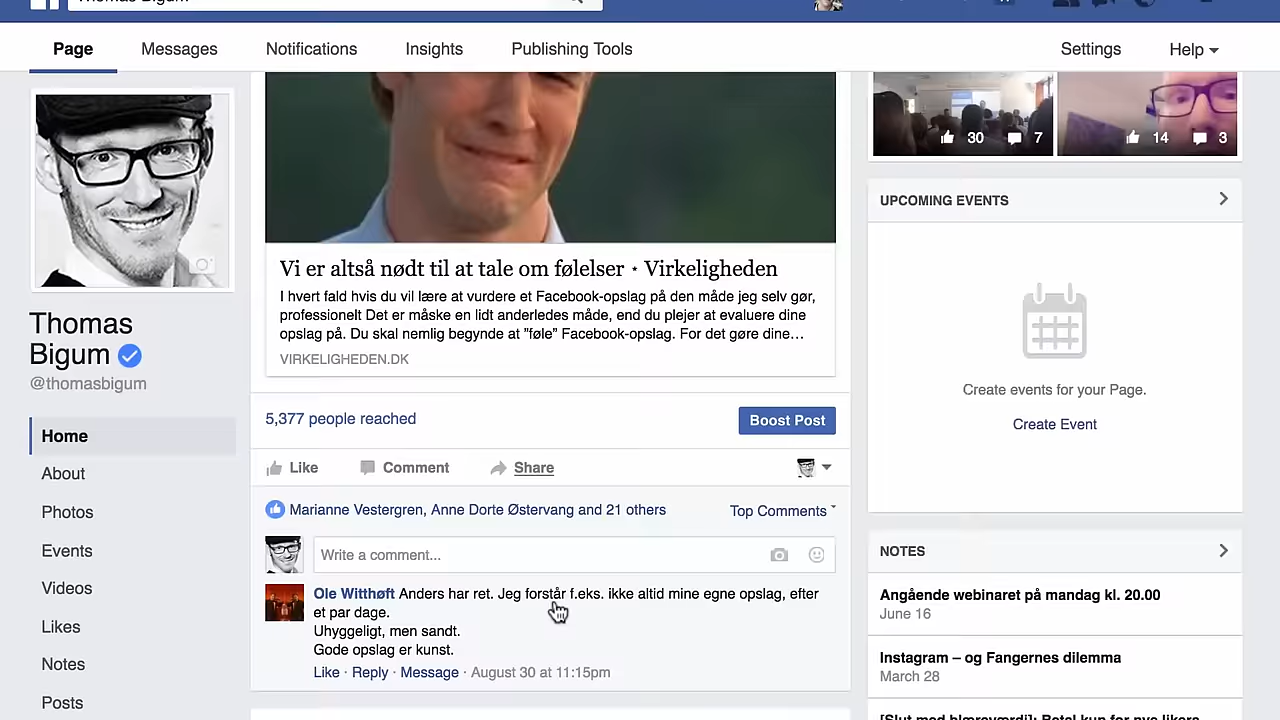 Page
Messages
Notifications
Insights
Publishing Tools
Settings
Help
30
7
14
3
Thomas
Bigum
@thomasbigum
Home
About
Photos
Events
Videos
Likes
Notes
Posts
Vi er altså nødt til at tale om følelser • Virkeligheden
I hvert fald hvis du vil lære at vurdere et Facebook-opslag på den måde jeg selv gør,
professionelt Det er måske en lidt anderledes måde, end du plejer at evaluere dine
opslag på. Du skal nemlig begynde at "føle" Facebook-opslag. For det gøre dine...
VIRKELIGHEDEN.DK
5,377 people reached
Boost Post
Like
Comment
Share
Marianne Vestergren, Anne Dorte Østervang and 21 others
Top Comments
Write a comment...
Ole Witthøft Anders har ret. Jeg forstår f.eks. ikke altid mine egne opslag, efter
et par dage.
Uhyggeligt, men sandt.
Gode opslag er kunst.
Like · Reply · Message · August 30 at 11:15pm
UPCOMING EVENTS
Create events for your Page.
Create Event
NOTES
Angående webinaret på mandag kl. 20.00
June 16
Instagram – og Fangernes dilemma
March 28